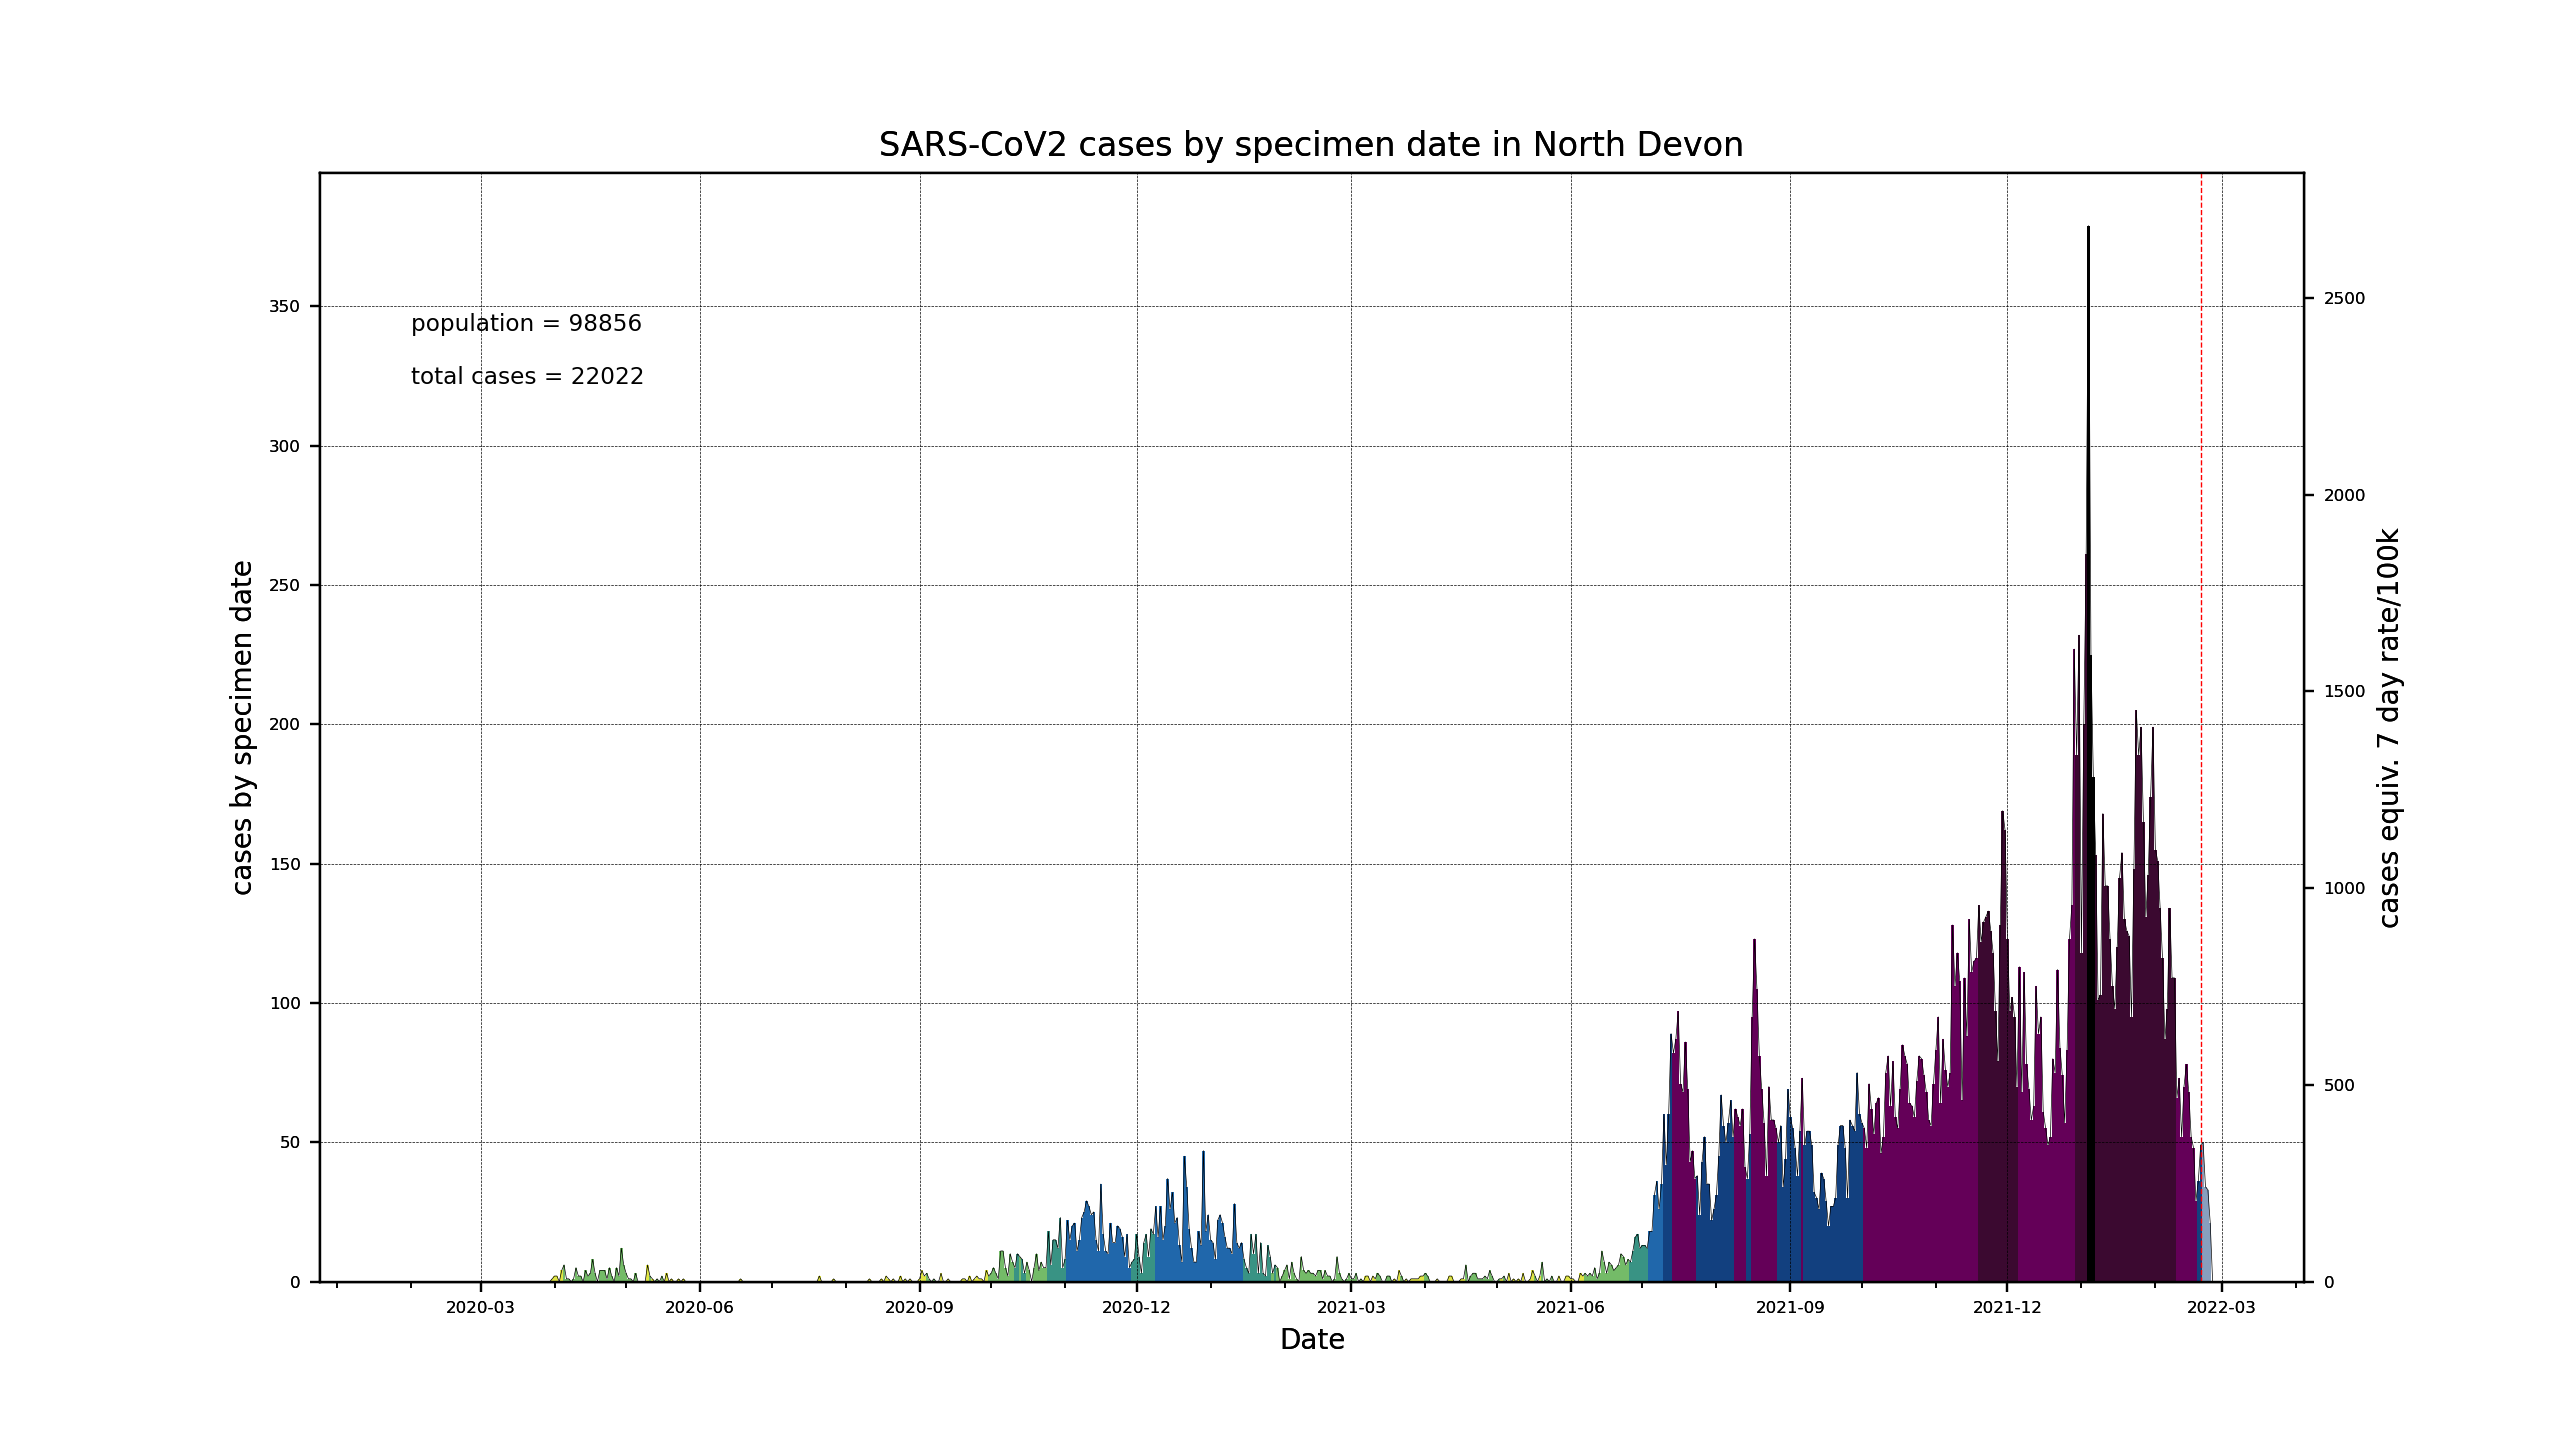 SARS-CoV2 cases by specimen date in North Devon
population = 98856
total cases = 22022
cases by specimen date
350
300
250
200
150
100
50
0
2500
2000
1500
1000
500
0
cases equiv. 7 day rate/100k
2020-03 2020-06 2020-09 2020-12 2021-03 2021-06 2021-09 2021-12 2022-03
Date